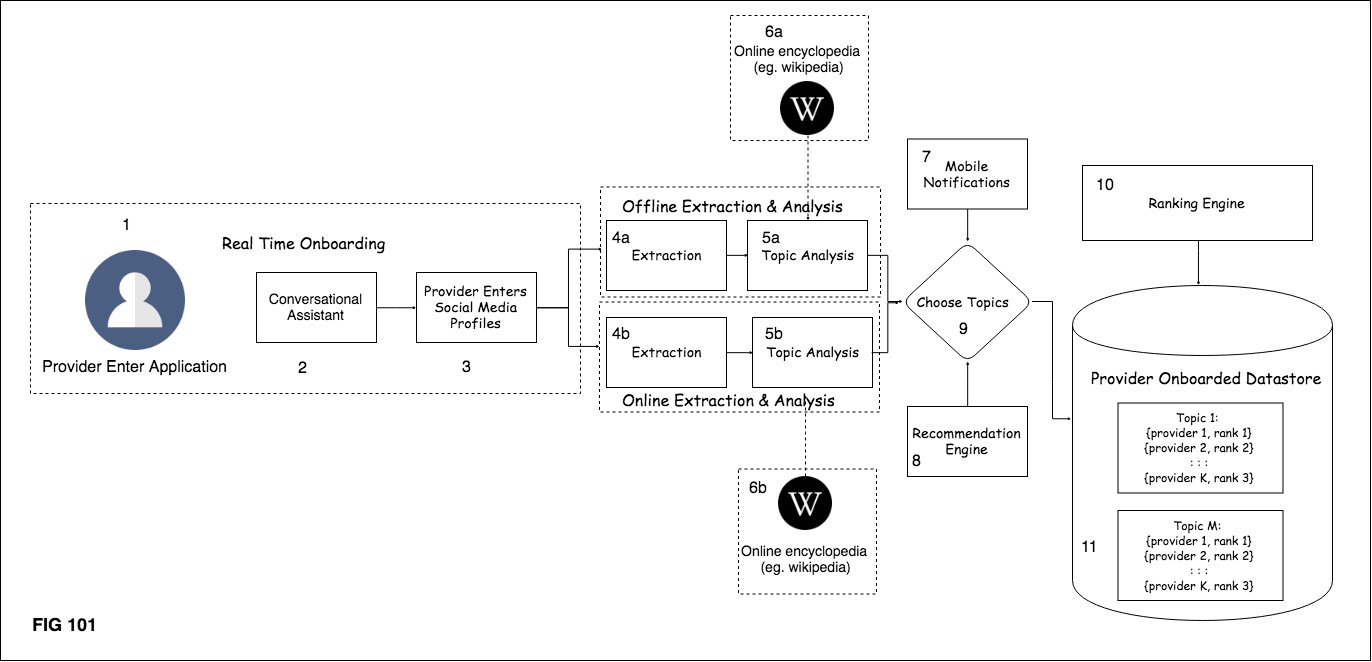 6a
Online encyclopedia
(eg. wikipedia)
W
1
Real Time Onboarding
Provider Enter Application
Conversational
Assistant
2
Provider Enters
Social Media
Profiles
3
Offline Extraction & Analysis
4a
Extraction
5a
Topic Analysis
4b
Extraction
5b
Topic Analysis
Online Extraction & Analysis
6b
W
Online encyclopedia
(eg. wikipedia)
7
Mobile
Notifications
Choose Topics
9
Recommendation
Engine
8
10
Ranking Engine
Provider Onboarded Datastore
Topic 1:
{provider 1, rank 1}
{provider 2, rank 2}
: : :
{provider K, rank 3}
11
Topic M:
{provider 1, rank 1}
{provider 2, rank 2}
: : :
{provider K, rank 3}
FIG 101